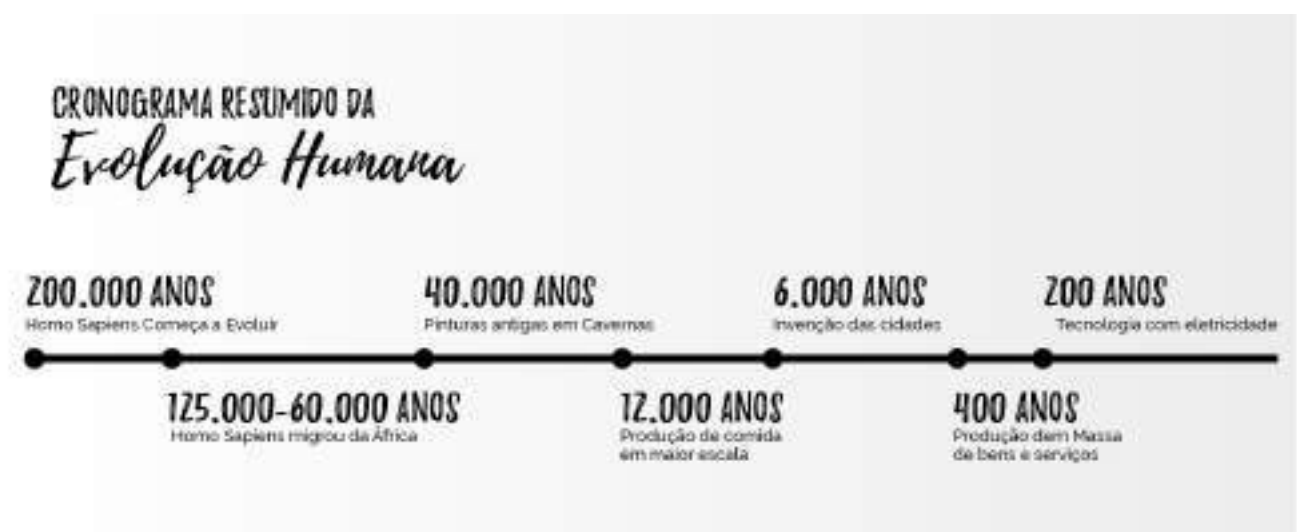 CRONOGRAMA RESUMIDO DA
Evolução Humana
200.000 ANOS
Homo Sapiens Começa a Evoluir
40.000 ANOS
Pinturas antigas em Cavernas
6.000 ANOS
Invenção das cidades
200 ANOS
Tecnologia com eletricidade
125.000-60.000 ANOS
Homo Sapiens migrou da África
12.000 ANOS
Produção de comida
em maior escala
400 ANOS
Produção dem Massa
de bens e serviços